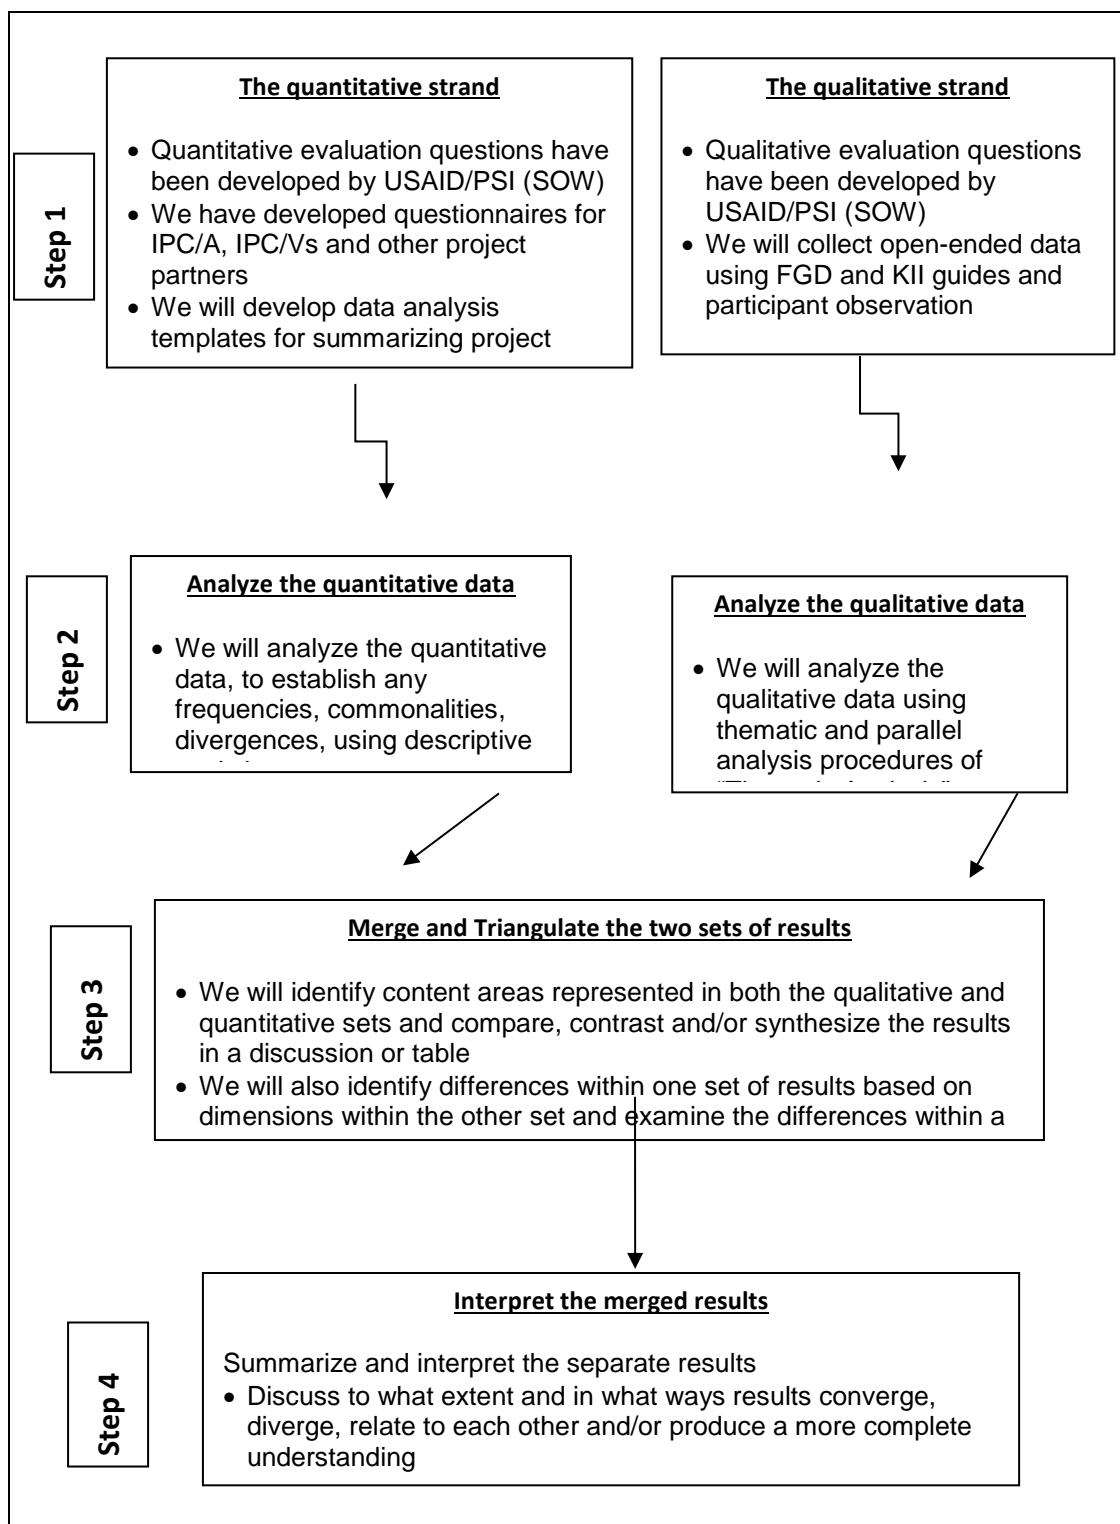 Step 1
The quantitative strand
• Quantitative evaluation questions have
been developed by USAID/PSI (SOW)
• We have developed questionnaires for
IPC/A, IPC/Vs and other project
partners
• We will develop data analysis
templates for summarizing project
The qualitative strand
• Qualitative evaluation questions
have been developed by
USAID/PSI (SOW)
• We will collect open-ended data
using FGD and KII guides and
participant observation
Step 2
Analyze the quantitative data
• We will analyze the quantitative
data, to establish any
frequencies, commonalities,
divergences, using descriptive
Analyze the qualitative data
• We will analyze the
qualitative data using
thematic and parallel
analysis procedures of
Step 3
Merge and Triangulate the two sets of results
• We will identify content areas represented in both the qualitative and
quantitative sets and compare, contrast and/or synthesize the results
in a discussion or table
• We will also identify differences within one set of results based on
dimensions within the other set and examine the differences within a
Step 4
Interpret the merged results
Summarize and interpret the separate results
• Discuss to what extent and in what ways results converge,
diverge, relate to each other and/or produce a more complete
understanding